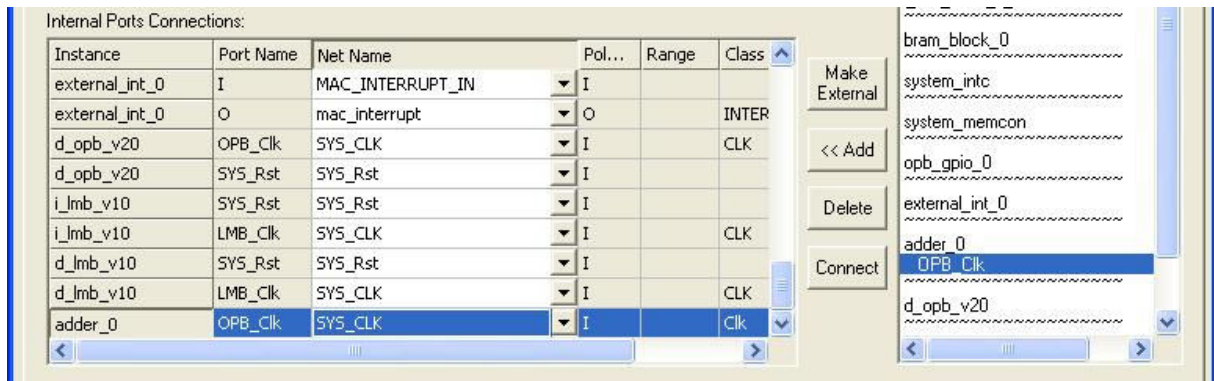 Internal Ports Connections:
Instance Port Name Net Name Pol... Range Class
external_int_0 I MAC_INTERRUPT_IN I
external_int_0 O mac_interrupt O INTER
d_opb_v20 OPB_Clk SYS_CLK I CLK
d_opb_v20 SYS_Rst SYS_Rst I
i_lmb_v10 SYS_Rst SYS_Rst I
i_lmb_v10 LMB_Clk SYS_CLK I CLK
d_lmb_v10 SYS_Rst SYS_Rst I
d_lmb_v10 LMB_Clk SYS_CLK I CLK
adder_0 OPB_Clk SYS_CLK I Clk
Make
External
<< Add
Delete
Connect
bram_block_0
system_intc
system_memcon
opb_gpio_0
external_int_0
adder_0
OPB_Clk
d_opb_v20